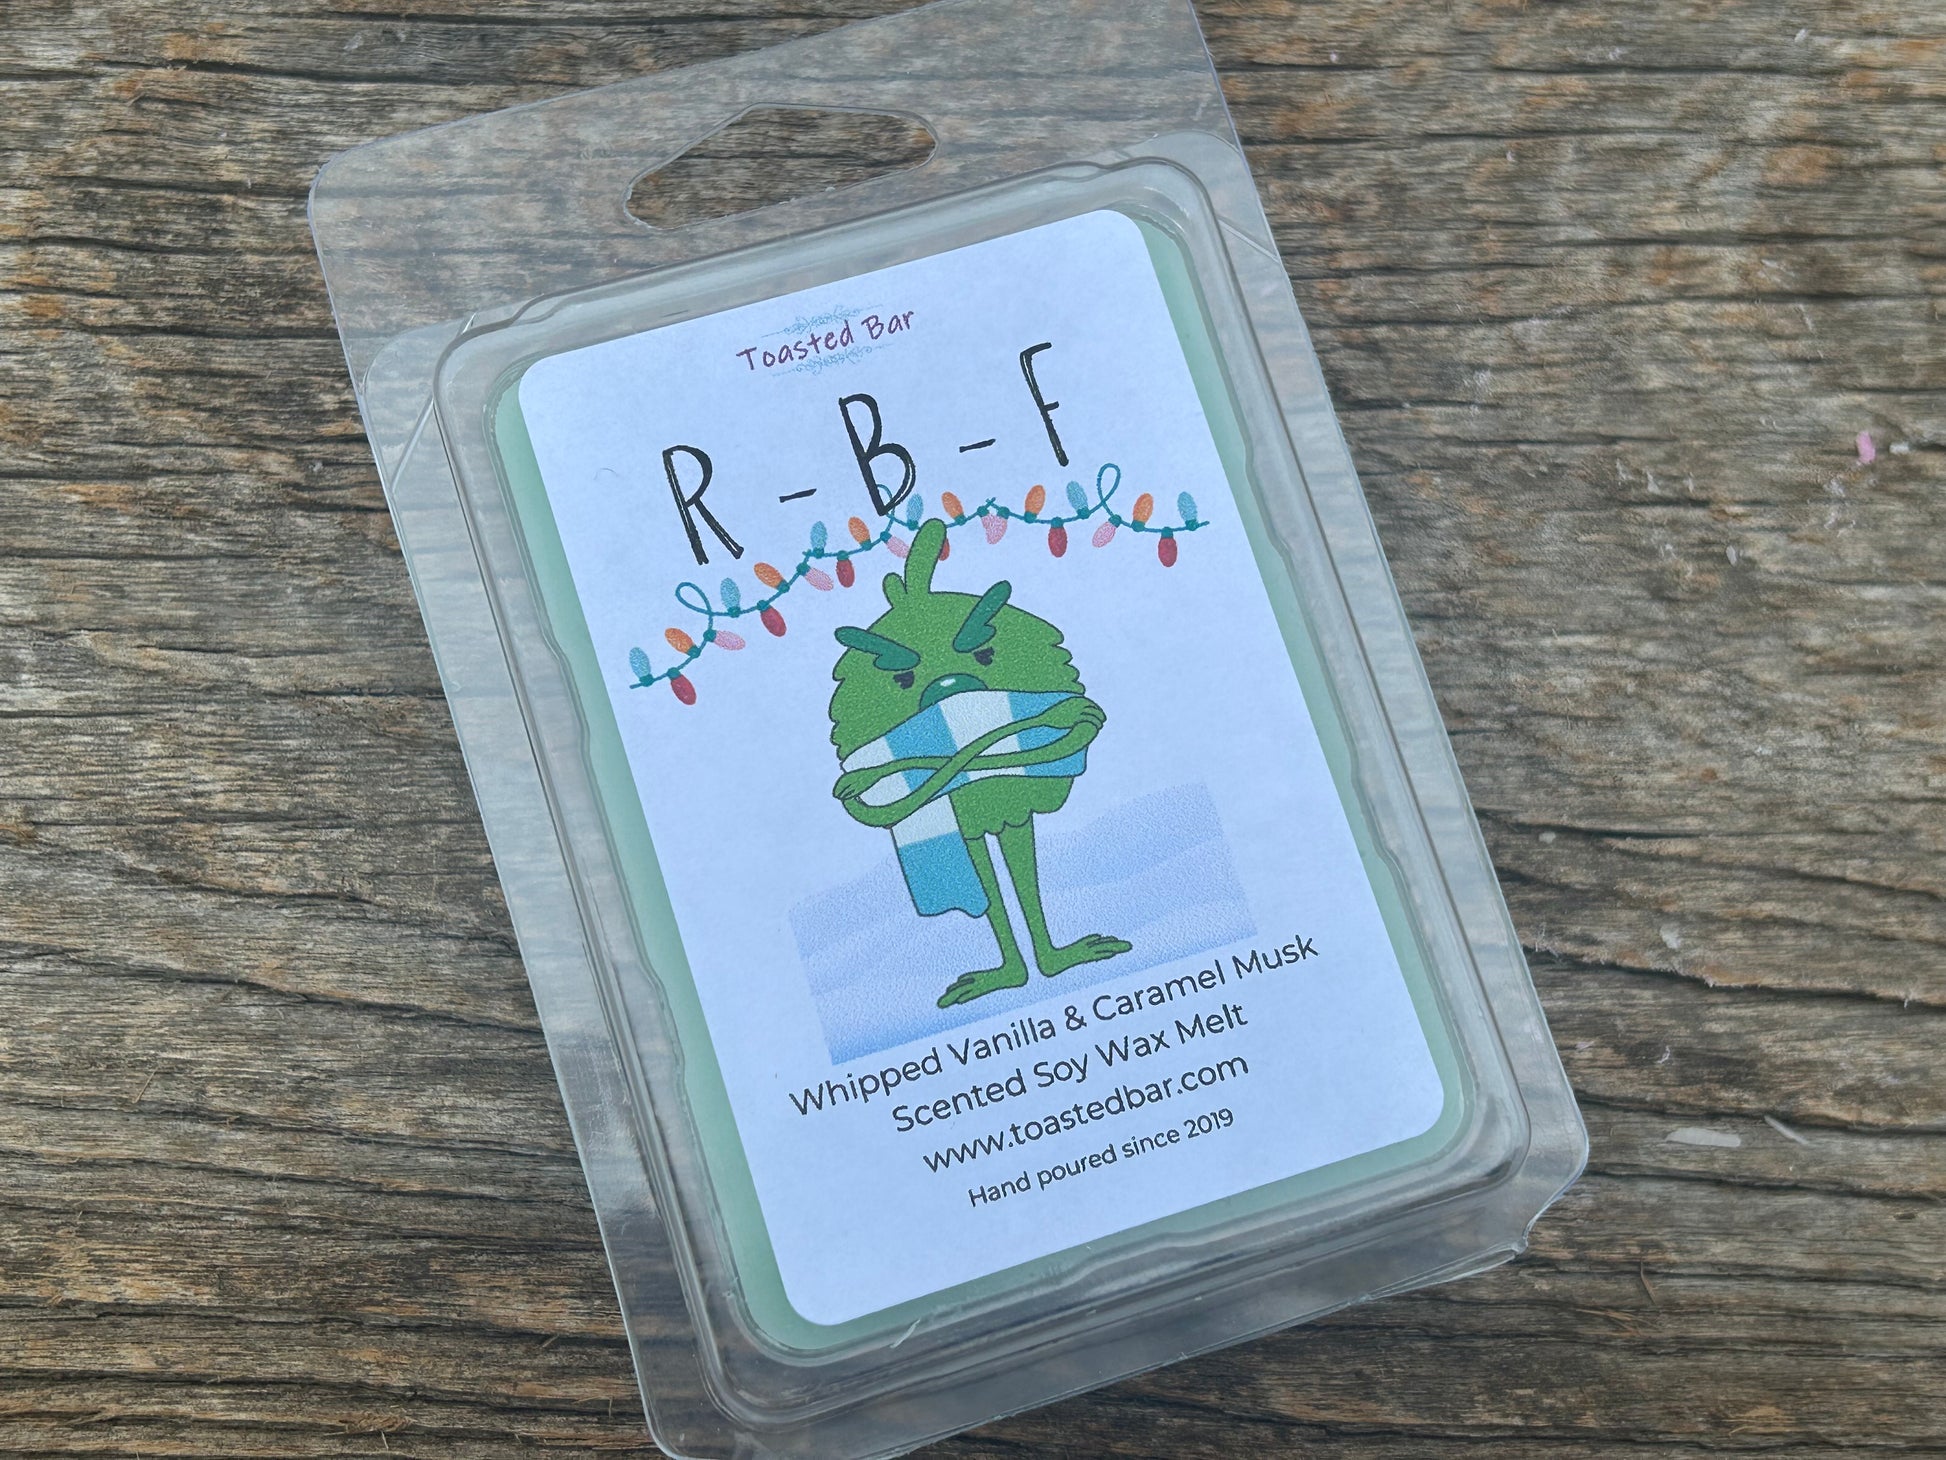 Toasted Bar
R - B - F
Whipped Vanilla & Caramel Musk
Scented Soy Wax Melt
www.toastedbar.com
Hand poured since 2019